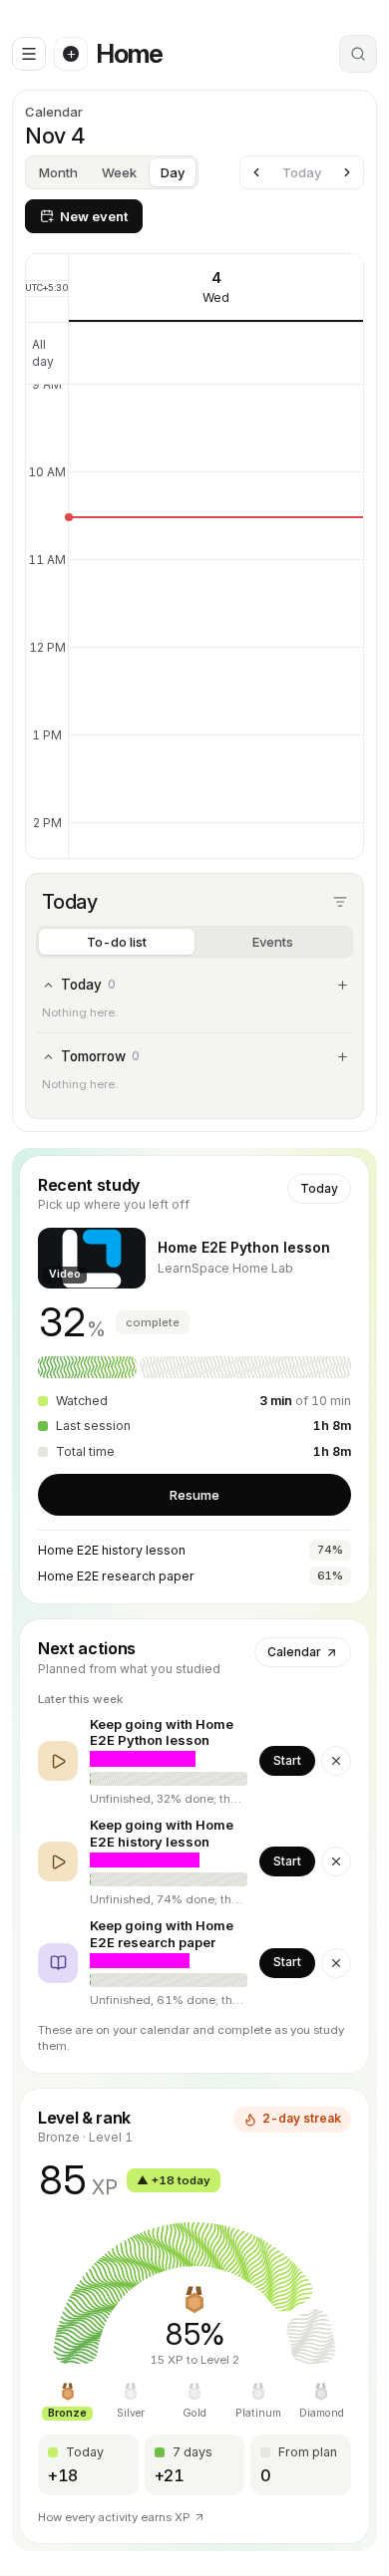 Home
Calendar
Nov 4
Month Week Day
Today
New event
4
Wed
UTC+5:30
All day
9 AM
10 AM
11 AM
12 PM
1 PM
2 PM
Today
To-do list Events
Today 0
Nothing here.
Tomorrow 0
Nothing here.
Recent study
Today
Pick up where you left off
Video
Home E2E Python lesson
LearnSpace Home Lab
32% complete
Watched 3 min of 10 min
Last session 1h 8m
Total time 1h 8m
Resume
Home E2E history lesson 74%
Home E2E research paper 61%
Next actions
Calendar
Planned from what you studied
Later this week
Keep going with Home
E2E Python lesson
Unfinished, 32% done; th…
Start
Keep going with Home
E2E history lesson
Unfinished, 74% done; th…
Start
Keep going with Home
E2E research paper
Unfinished, 61% done; th…
Start
These are on your calendar and complete as you study
them.
Level & rank
2-day streak
Bronze · Level 1
85 XP ▲ +18 today
85%
15 XP to Level 2
Bronze Silver Gold Platinum Diamond
Today 7 days From plan
+18 +21 0
How every activity earns XP